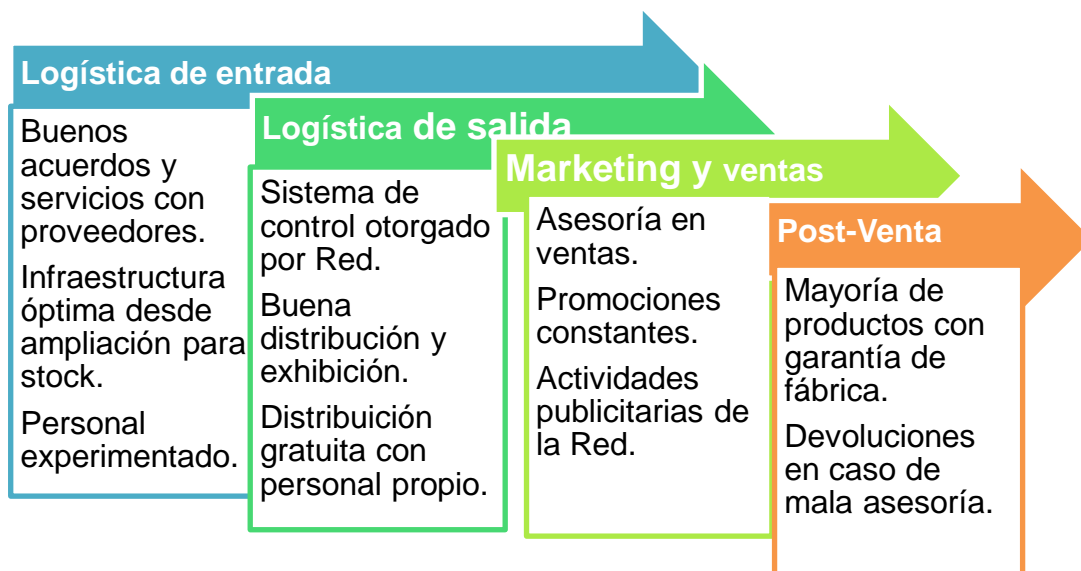 Logística de entrada
Buenos
acuerdos y
servicios con
proveedores.
Infraestructura
óptima desde
ampliación para
stock.
Personal
experimentado.
Logística de salida
Sistema de
control otorgado
por Red.
Buena
distribución y
exhibición.
Distribuición
gratuita con
personal propio.
Marketing y ventas
Asesoría en
ventas.
Promociones
constantes.
Actividades
publicitarias de
la Red.
Post-Venta
Mayoría de
productos con
garantía de
fábrica.
Devoluciones
en caso de
mala asesoría.